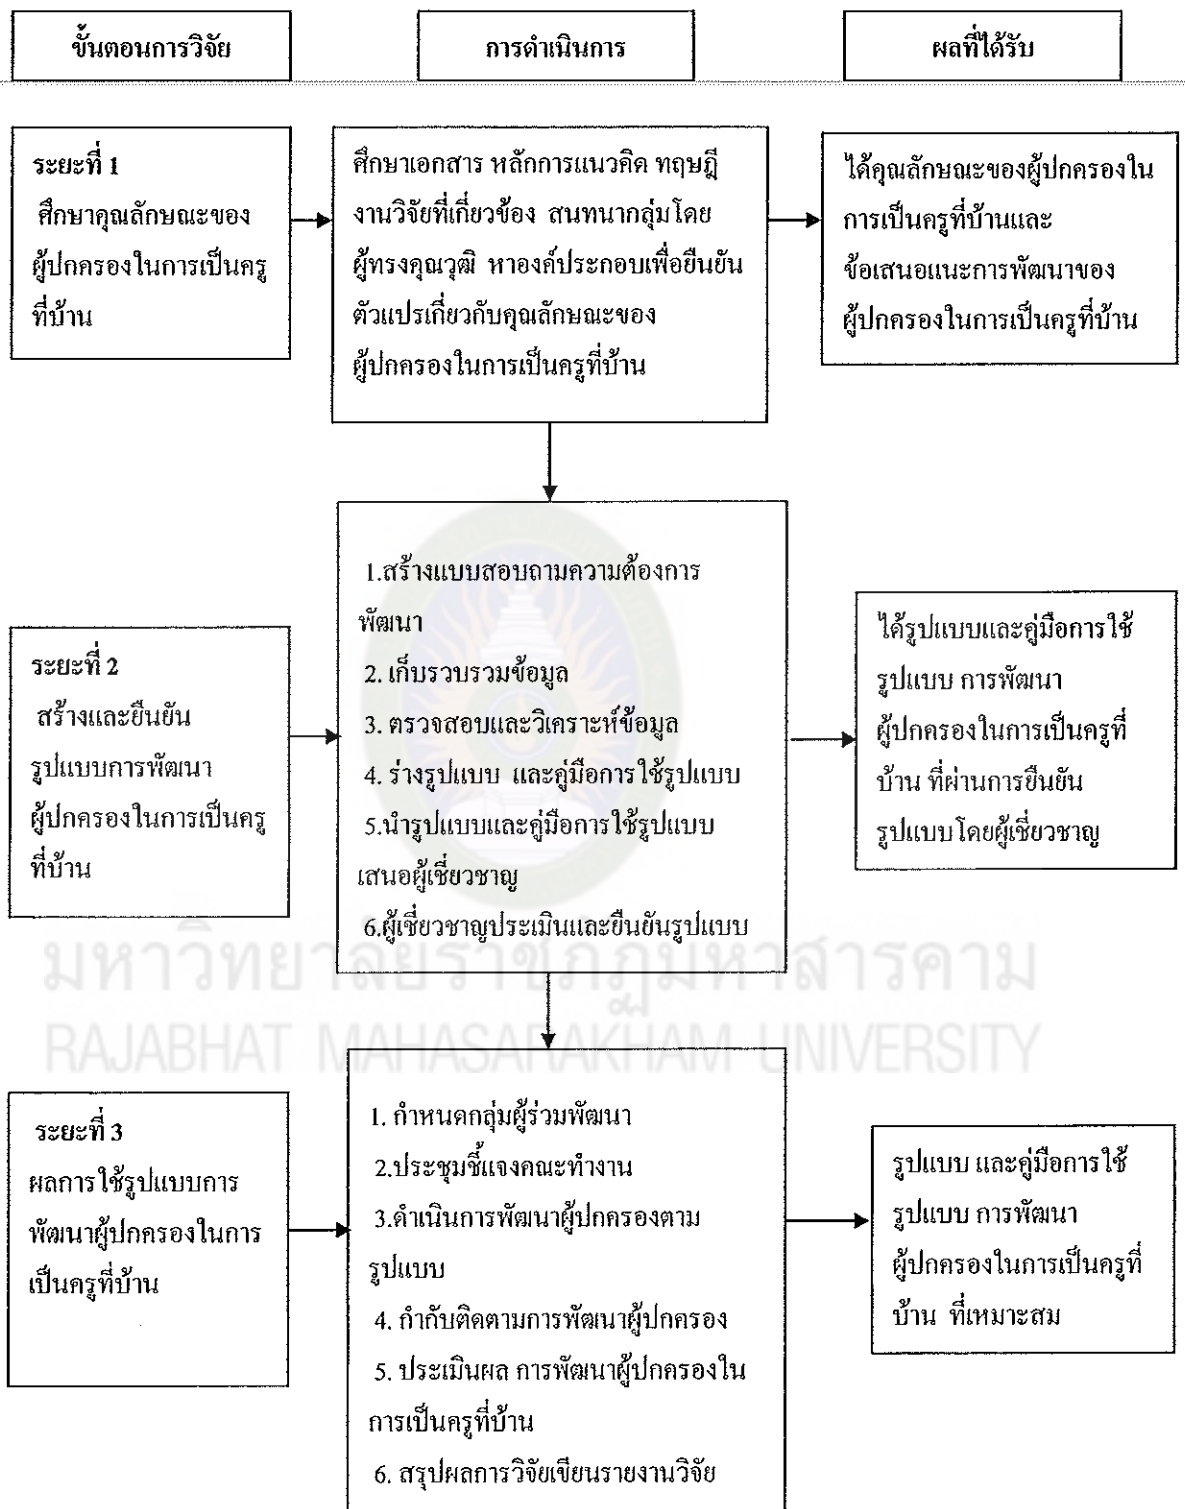 ขั้นตอนการวิจัย
การดำเนินการ
ผลที่ได้รับ
ระยะที่ 1
ศึกษาคุณลักษณะของ
ผู้ปกครองในการเป็นครู
ที่บ้าน
ศึกษาเอกสาร หลักการแนวคิด ทฤษฎี
งานวิจัยที่เกี่ยวข้อง สนทนากลุ่มโดย
ผู้ทรงคุณวุฒิ หาองค์ประกอบเพื่อยืนยัน
ตัวแปรเกี่ยวกับคุณลักษณะของ
ผู้ปกครองในการเป็นครูที่บ้าน
ได้คุณลักษณะของผู้ปกครองใน
การเป็นครูที่บ้านและ
ข้อเสนอแนะการพัฒนาของ
ผู้ปกครองในการเป็นครูที่บ้าน
ระยะที่ 2
สร้างและยืนยัน
รูปแบบการพัฒนา
ผู้ปกครองในการเป็นครู
ที่บ้าน
1.สร้างแบบสอบถามความต้องการ
พัฒนา
2. เก็บรวบรวมข้อมูล
3. ตรวจสอบและวิเคราะห์ข้อมูล
4. ร่างรูปแบบ และคู่มือการใช้รูปแบบ
5.นำรูปแบบและคู่มือการใช้รูปแบบ
เสนอผู้เชี่ยวชาญ
6.ผู้เชี่ยวชาญประเมินและยืนยันรูปแบบ
ได้รูปแบบและคู่มือการใช้
รูปแบบ การพัฒนา
ผู้ปกครองในการเป็นครูที่
บ้าน ที่ผ่านการยืนยัน
รูปแบบโดยผู้เชี่ยวชาญ
มหาวิทยาลัยราชภัฏมหาสารคาม
RAJABHAT MAHASARAKHAM UNIVERSITY
ระยะที่ 3
ผลการใช้รูปแบบการ
พัฒนาผู้ปกครองในการ
เป็นครูที่บ้าน
1. กำหนดกลุ่มผู้ร่วมพัฒนา
2.ประชุมชี้แจงคณะทำงาน
3.ดำเนินการพัฒนาผู้ปกครองตาม
รูปแบบ
4. กำกับติดตามการพัฒนาผู้ปกครอง
5. ประเมินผล การพัฒนาผู้ปกครองใน
การเป็นครูที่บ้าน
6. สรุปผลการวิจัยเขียนรายงานวิจัย
รูปแบบ และคู่มือการใช้
รูปแบบ การพัฒนา
ผู้ปกครองในการเป็นครูที่
บ้าน ที่เหมาะสม